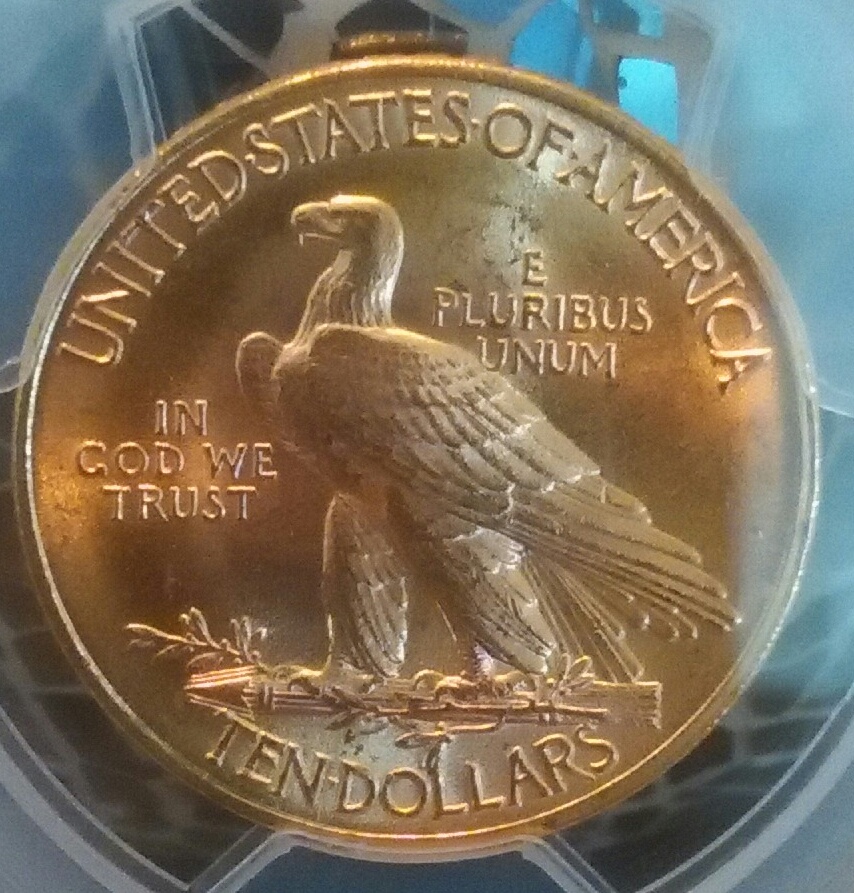 UNITED·STATES·OF·AMERICA
E
PLURIBUS
UNUM
IN
GOD WE
TRUST
TEN·DOLLARS